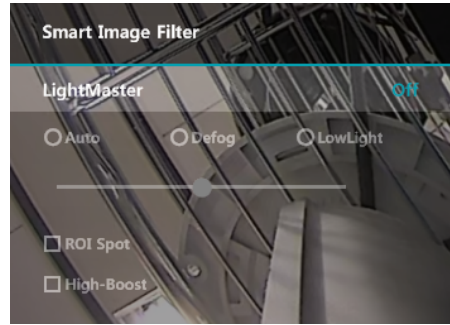 Smart Image Filter
LightMaster Off
Auto Defog LowLight
ROI Spot
High-Boost